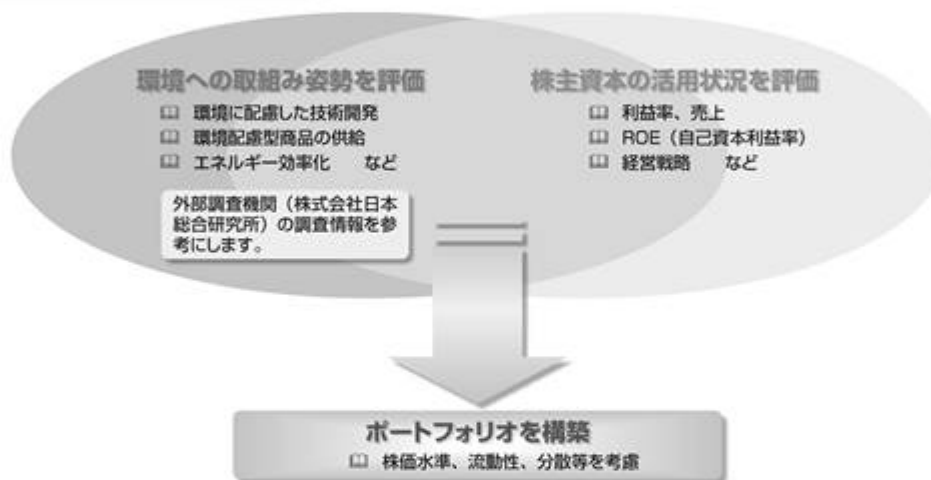 環境への取組み姿勢を評価
環境に配慮した技術開発
環境配慮型商品の供給
エネルギー効率化　など
外部調査機関（株式会社日本
総合研究所）の調査情報を参
考にします。
株主資本の活用状況を評価
利益率、売上
ROE（自己資本利益率）
経営戦略　など
ポートフォリオを構築
株価水準、流動性、分散等を考慮